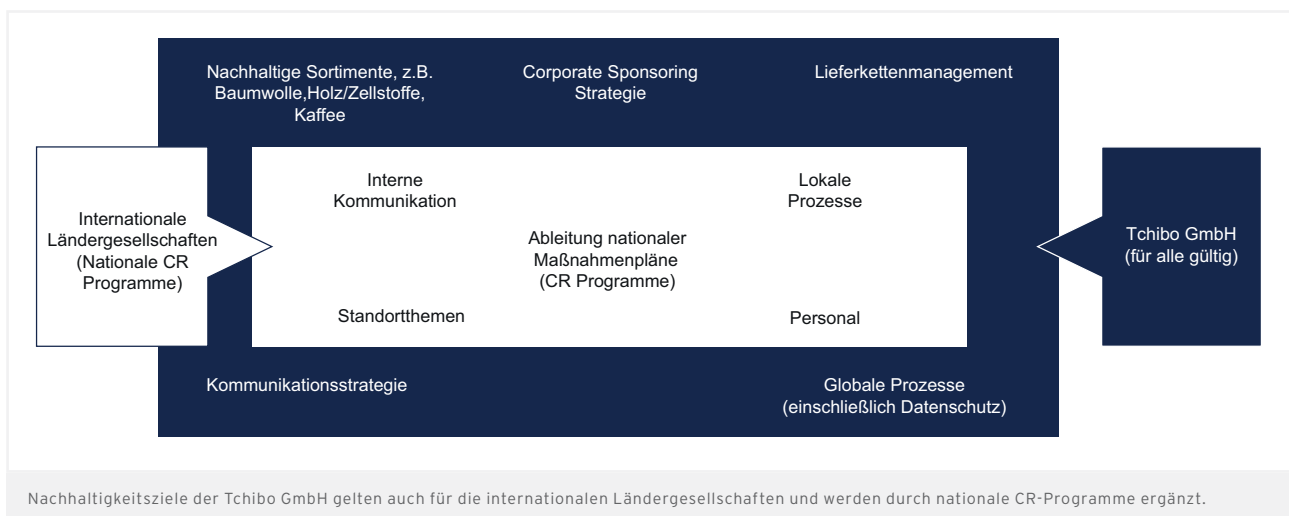 Nachhaltige Sortimente, z.B.
Baumwolle,Holz/Zellstoffe,
Kaffee
Corporate Sponsoring
Strategie
Lieferkettenmanagement
Internationale
Ländergesellschaften
(Nationale CR
Programme)
Interne
Kommunikation
Lokale
Prozesse
Ableitung nationaler
Maßnahmenpläne
(CR Programme)
Standortthemen
Personal
Tchibo GmbH
(für alle gültig)
Kommunikationsstrategie
Globale Prozesse
(einschließlich Datenschutz)
Nachhaltigkeitsziele der Tchibo GmbH gelten auch für die internationalen Ländergesellschaften und werden durch nationale CR-Programme ergänzt.